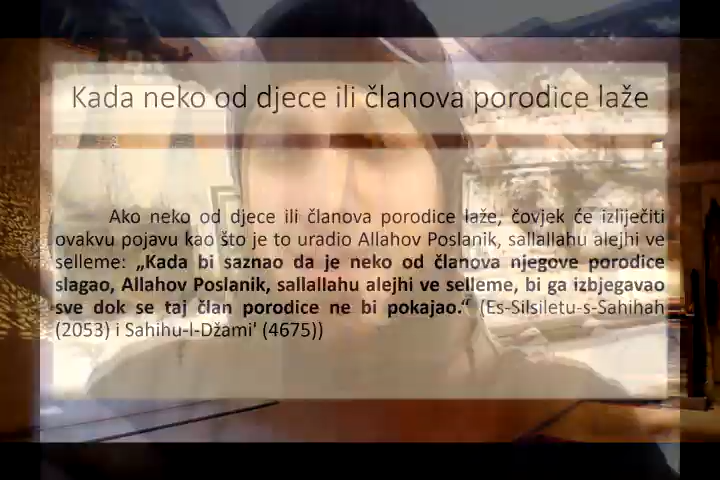 Kada neko od djece ili članova porodice laže
Ako neko od djece ili članova porodice laže, čovjek će izliječiti
ovakvu pojavu kao što je to uradio Allahov Poslanik, sallallahu alejhi ve
selleme: „Kada bi saznao da je neko od članova njegove porodice
slagao, Allahov Poslanik, sallallahu alejhi ve selleme, bi ga izbjegavao
sve dok se taj član porodice ne bi pokajao.“ (Es-Silsiletu-s-Sahihah
(2053) i Sahihu-l-Džami' (4675))